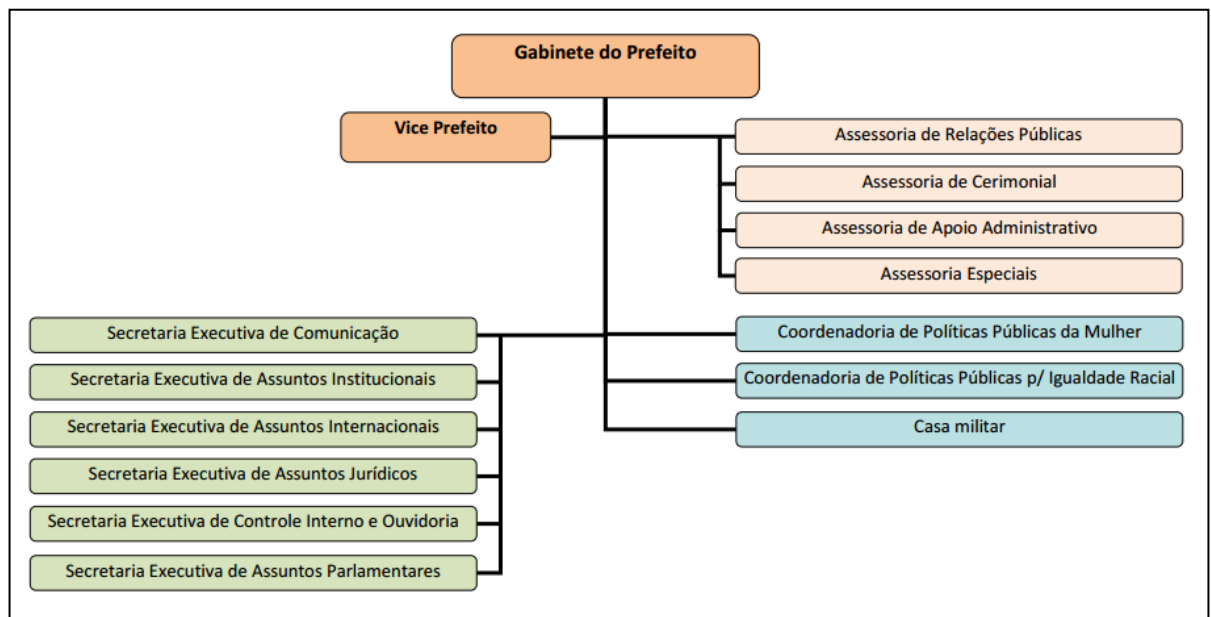 Gabinete do Prefeito
Vice Prefeito
Assessoria de Relações Públicas
Assessoria de Cerimonial
Assessoria de Apoio Administrativo
Assessoria Especiais
Secretaria Executiva de Comunicação
Secretaria Executiva de Assuntos Institucionais
Secretaria Executiva de Assuntos Internacionais
Secretaria Executiva de Assuntos Jurídicos
Secretaria Executiva de Controle Interno e Ouvidoria
Secretaria Executiva de Assuntos Parlamentares
Coordenadoria de Políticas Públicas da Mulher
Coordenadoria de Políticas Públicas p/ Igualdade Racial
Casa militar